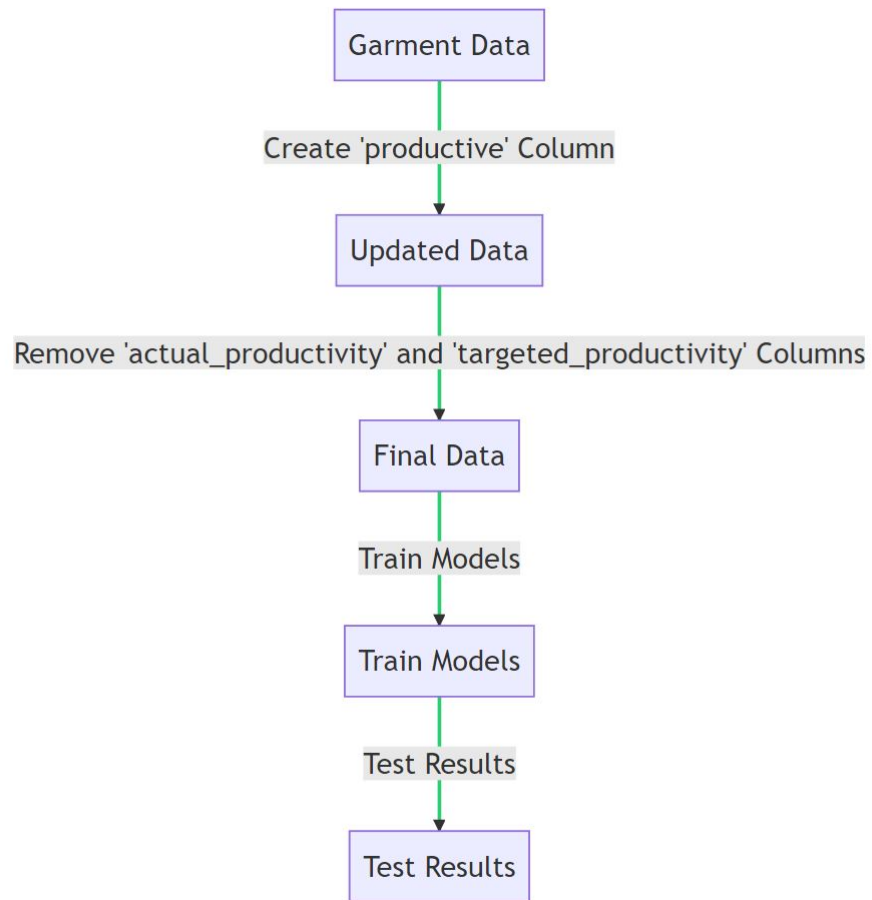 Garment Data
Create 'productive' Column
Updated Data
Remove 'actual_productivity' and 'targeted_productivity' Columns
Final Data
Train Models
Train Models
Test Results
Test Results